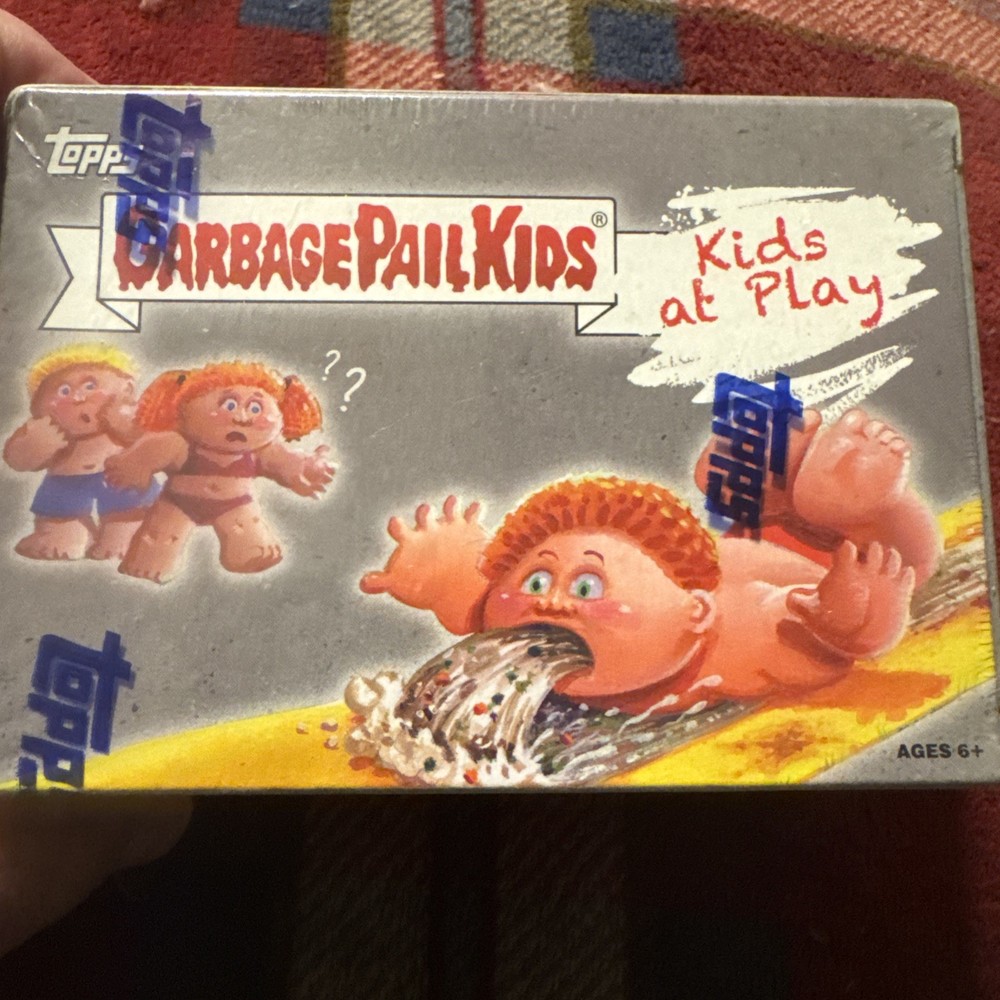 TOPPS
Topps
GARBAGE PAIL KIDS®
Kids
at Play
? ?
Topps
Topps
AGES 6+